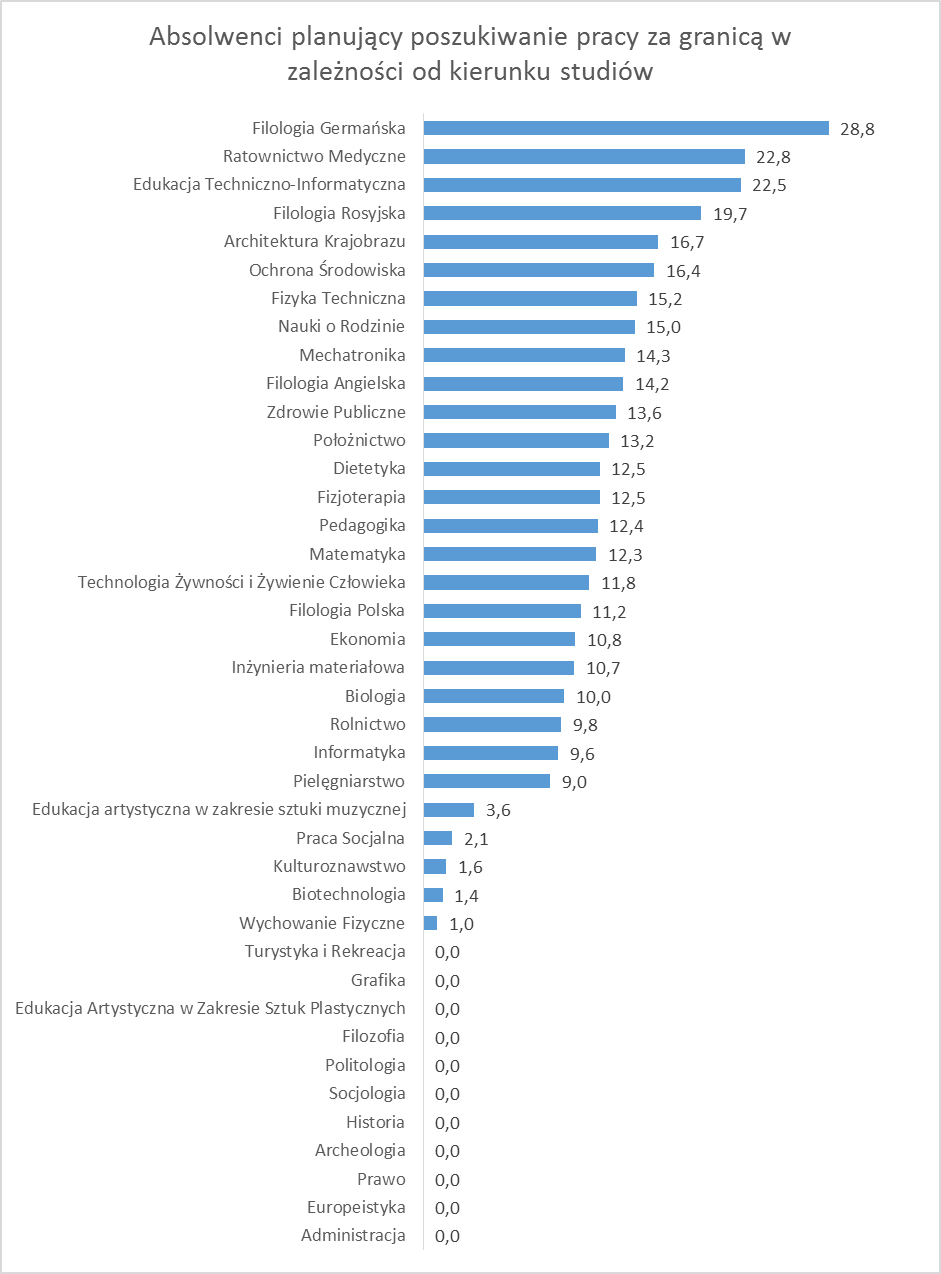 Absolwenci planujący poszukiwanie pracy za granicą w
zależności od kierunku studiów
Filologia Germańska 28,8
Ratownictwo Medyczne 22,8
Edukacja Techniczno-Informatyczna 22,5
Filologia Rosyjska 19,7
Architektura Krajobrazu 16,7
Ochrona Środowiska 16,4
Fizyka Techniczna 15,2
Nauki o Rodzinie 15,0
Mechatronika 14,3
Filologia Angielska 14,2
Zdrowie Publiczne 13,6
Położnictwo 13,2
Dietetyka 12,5
Fizjoterapia 12,5
Pedagogika 12,4
Matematyka 12,3
Technologia Żywności i Żywienie Człowieka 11,8
Filologia Polska 11,2
Ekonomia 10,8
Inżynieria materiałowa 10,7
Biologia 10,0
Rolnictwo 9,8
Informatyka 9,6
Pielęgniarstwo 9,0
Edukacja artystyczna w zakresie sztuki muzycznej 3,6
Praca Socjalna 2,1
Kulturoznawstwo 1,6
Biotechnologia 1,4
Wychowanie Fizyczne 1,0
Turystyka i Rekreacja 0,0
Grafika 0,0
Edukacja Artystyczna w Zakresie Sztuk Plastycznych 0,0
Filozofia 0,0
Politologia 0,0
Socjologia 0,0
Historia 0,0
Archeologia 0,0
Prawo 0,0
Europeistyka 0,0
Administracja 0,0